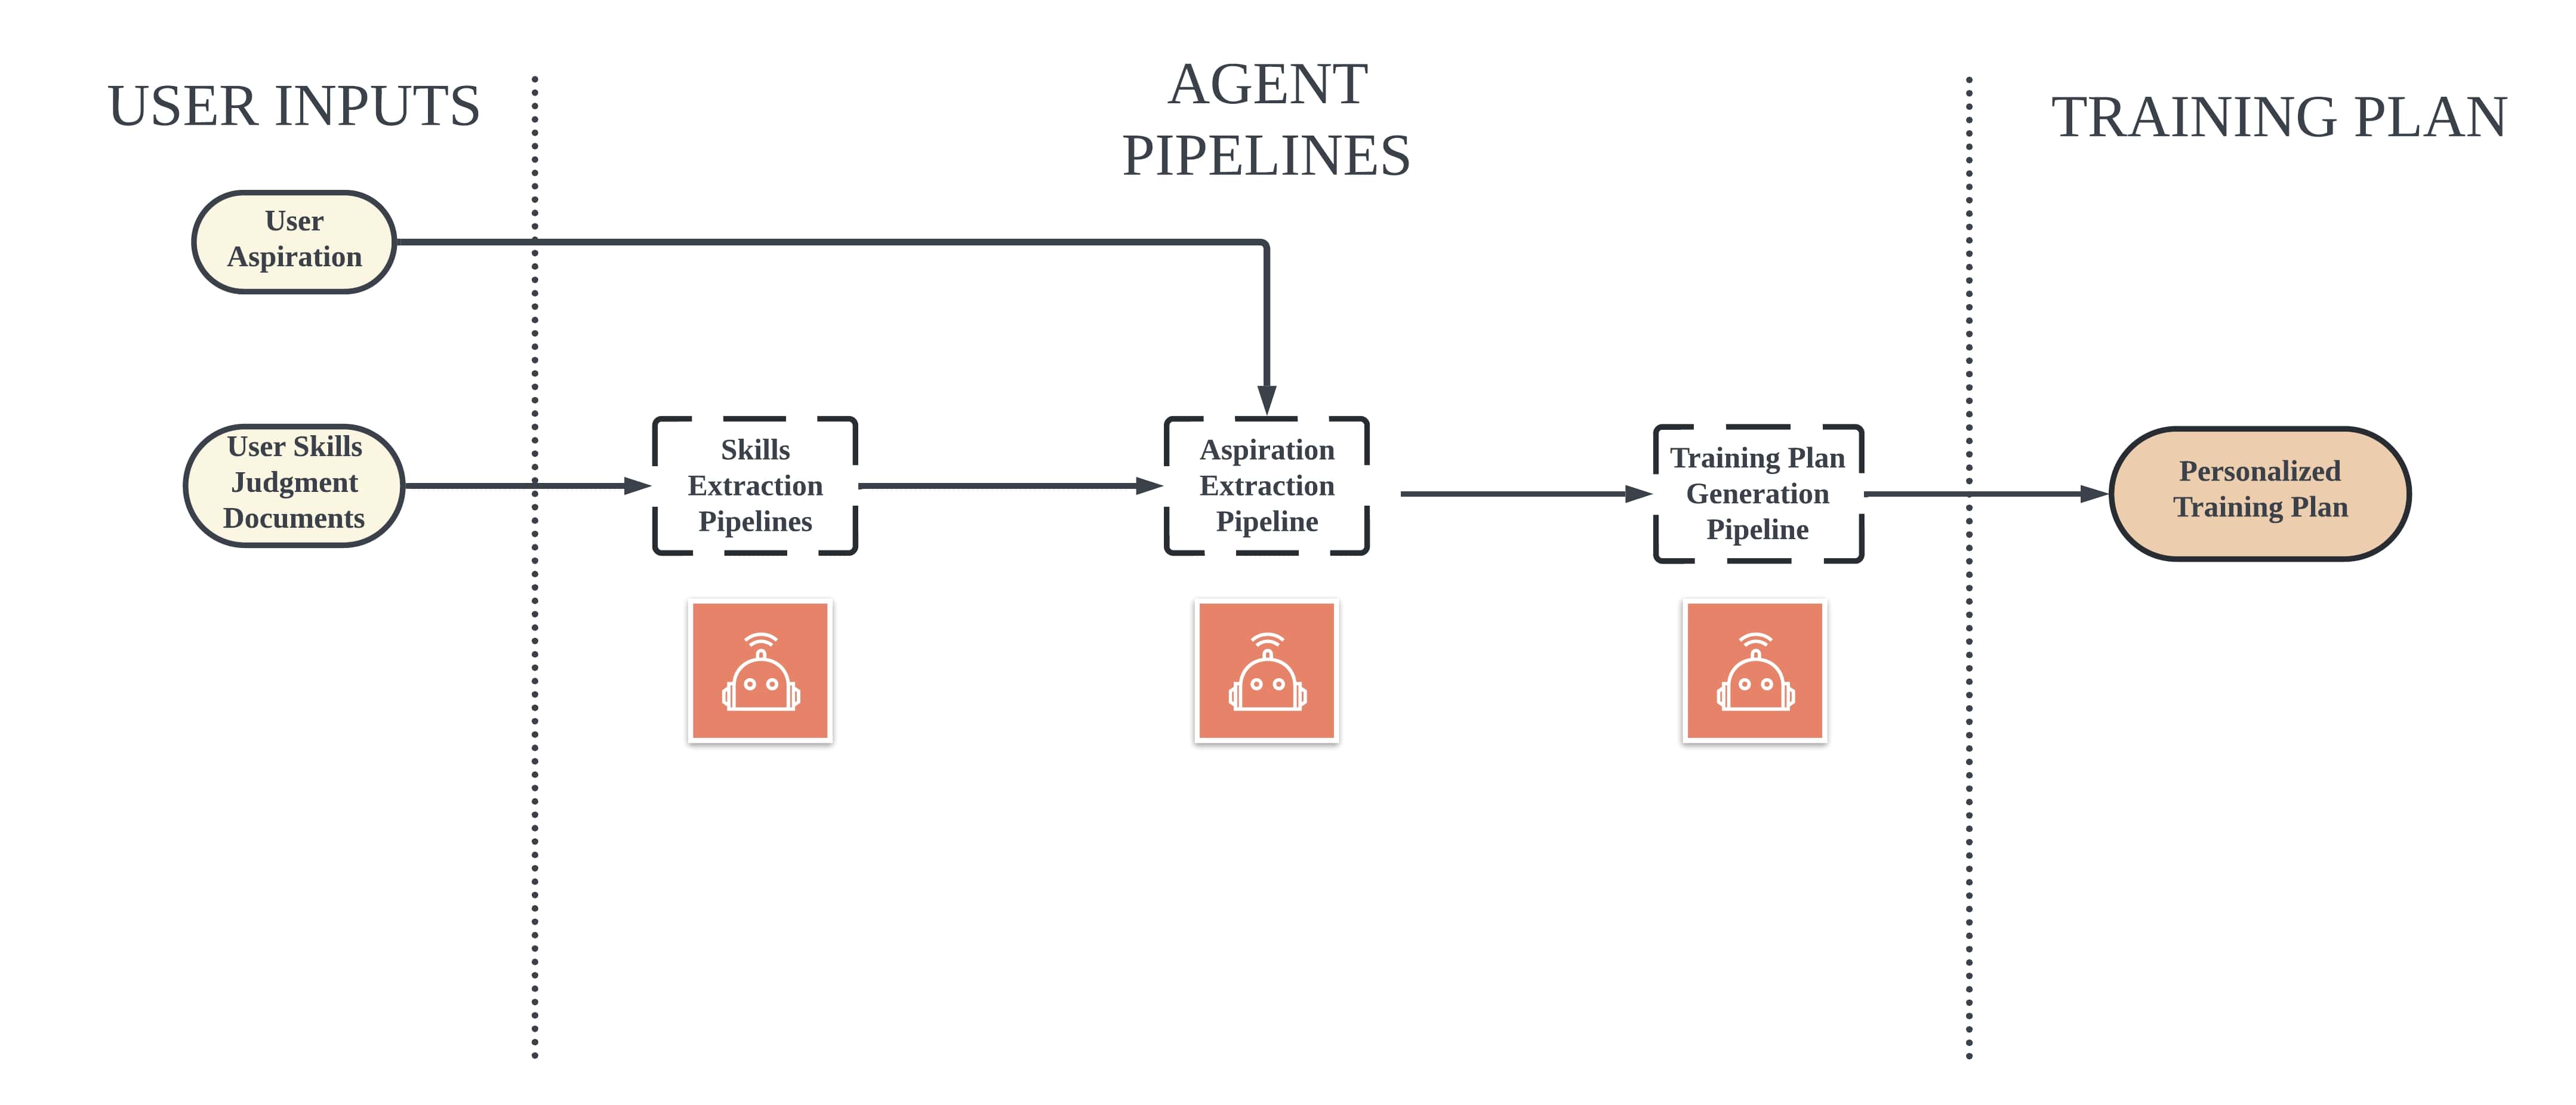 USER INPUTS
AGENT
PIPELINES
TRAINING PLAN
User
Aspiration
User Skills
Judgment
Documents
Skills
Extraction
Pipelines
Aspiration
Extraction
Pipeline
Training Plan
Generation
Pipeline
Personalized
Training Plan